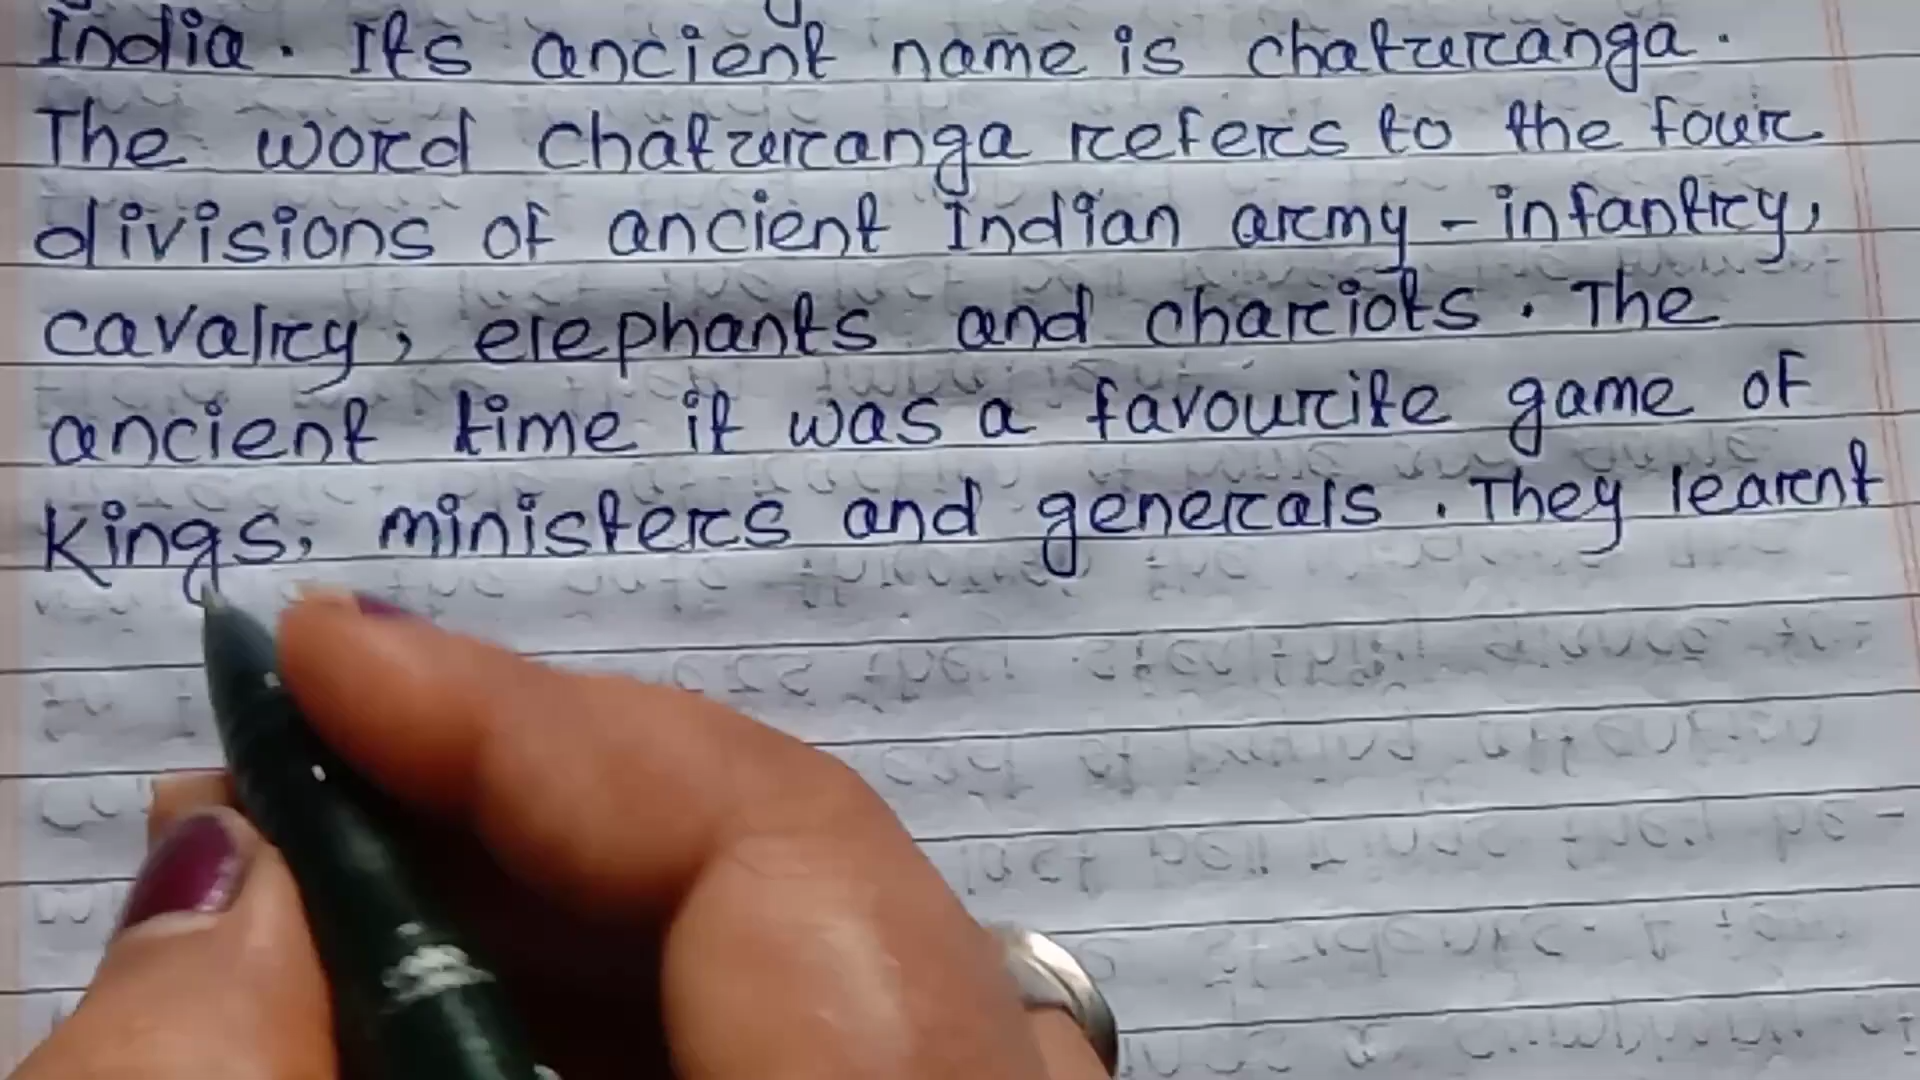 India. Its ancient name is chaturanga.
The word chaturanga refers to the four
divisions of ancient Indian army - infantry,
cavalry, elephants and chariots. The
ancient time it was a favourite game of
Kings, ministers and generals. They learnt